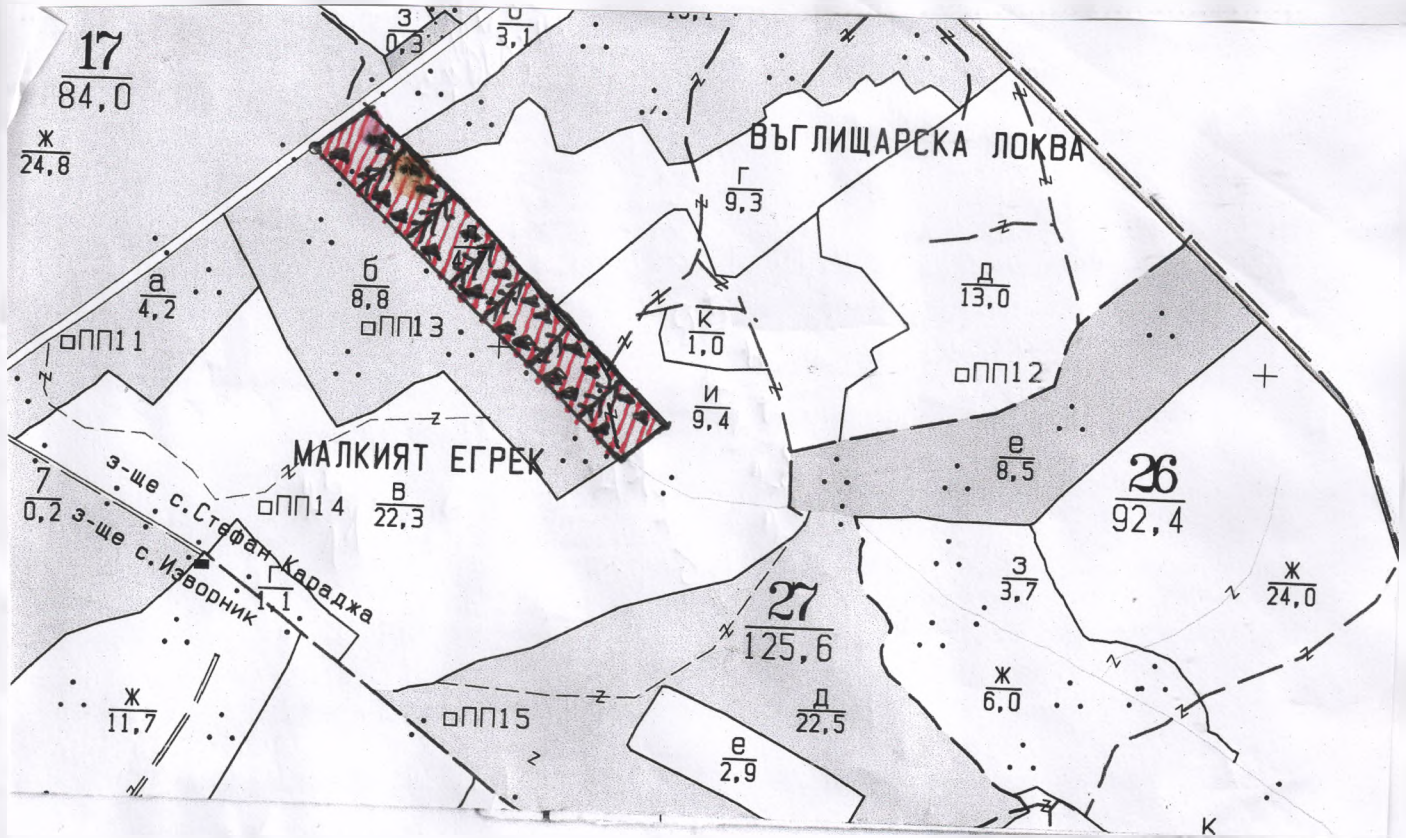 17
84,0
Ж
24,8
З
0,3
3,1
ВЪГЛИЩАРСКА ЛОКВА
Г
9,3
а
4,2
б
8,8
□ПП13
□ПП11
Д
13,0
□ПП12
К
1,0
И
9,4
МАЛКИЯТ ЕГРЕК
е
8,5
26
92,4
7
0,2
з-ще с.Стефан Караджа
з-ще с.Изворник
□ПП14
В
22,3
Г
1,1
27
125,6
З
3,7
Ж
24,0
Ж
11,7
□ПП15
Д
22,5
Ж
6,0
е
2,9
К